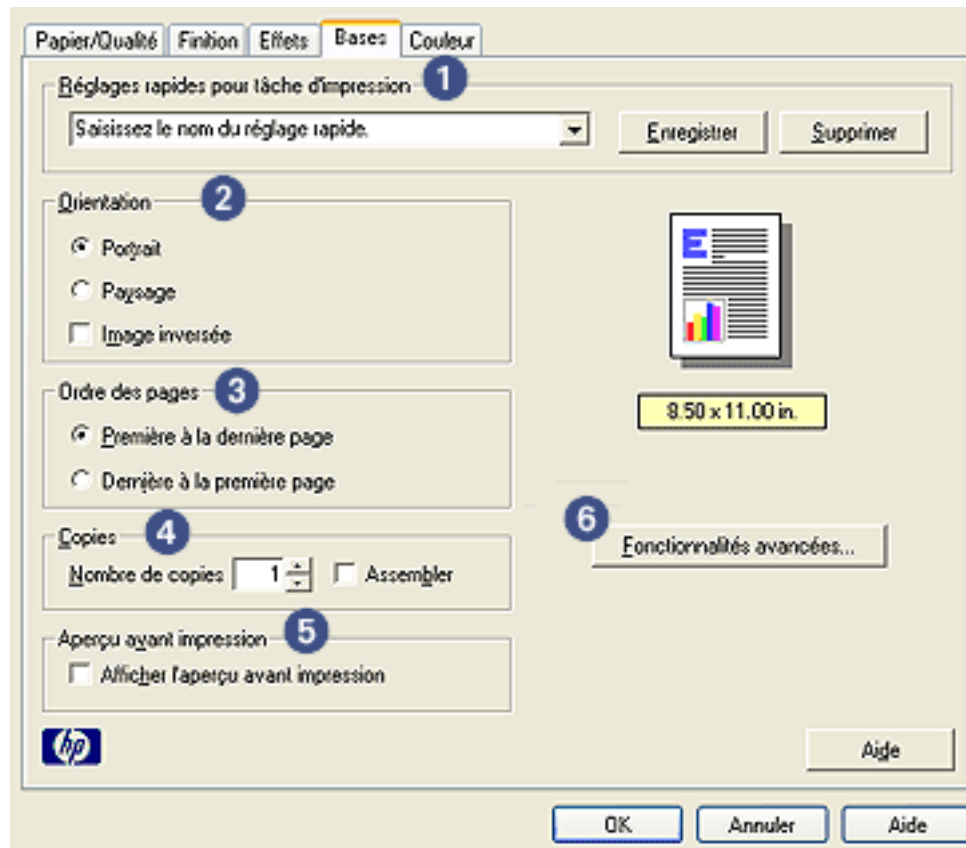 Papier/Qualité Finition Effets Bases Couleur
Réglages rapides pour tâche d'impression 1
Saisissez le nom du réglage rapide. Enregistrer Supprimer
Orientation 2
Portrait
Paysage
Image inversée
E
8.50 x 11.00 in.
Ordre des pages 3
Première à la dernière page
Dernière à la première page
Copies 4
Nombre de copies 1 Assembler
6
Fonctionnalités avancées...
Aperçu avant impression 5
Afficher l'aperçu avant impression
hp
Aide
OK Annuler Aide